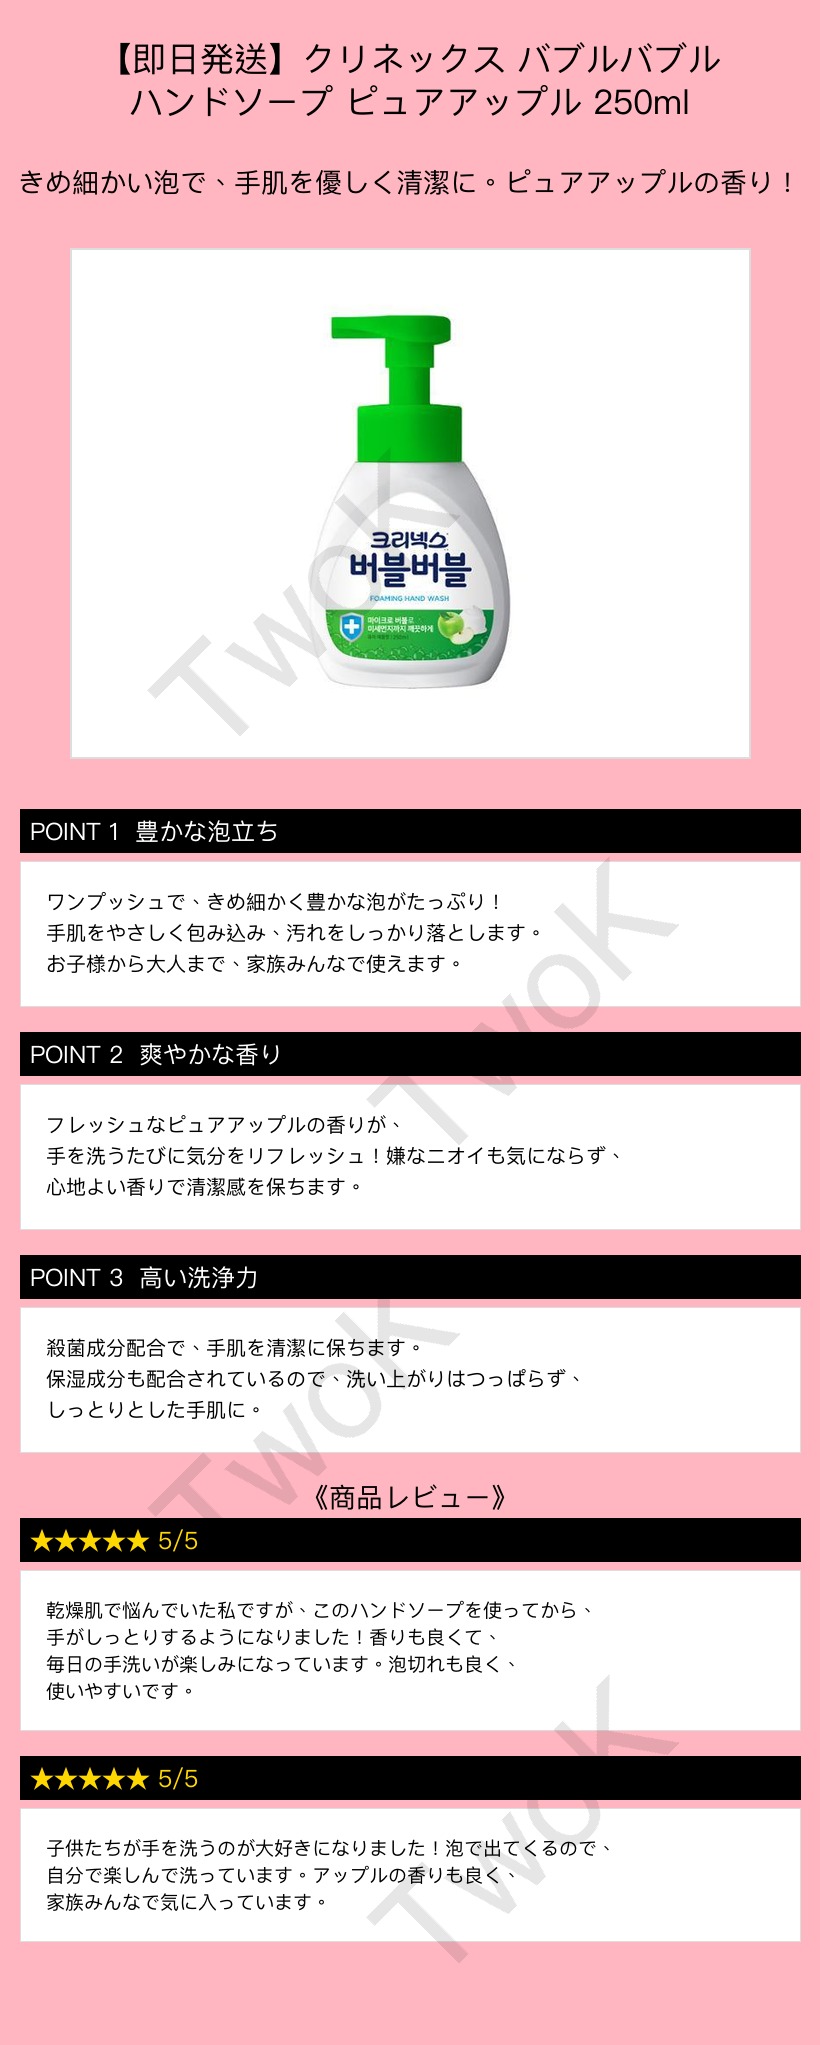 【即日発送】クリネックス バブルバブル
ハンドソープ ピュアアップル 250ml
きめ細かい泡で、手肌を優しく清潔に。ピュアアップルの香り！
크리넥스
버블버블
FOAMING HAND WASH
마이크로 버블로
미세먼지까지 깨끗하게
TwoK
POINT 1 豊かな泡立ち
ワンプッシュで、きめ細かく豊かな泡がたっぷり！
手肌をやさしく包み込み、汚れをしっかり落とします。
お子様から大人まで、家族みんなで使えます。
TwoK
POINT 2 爽やかな香り
フレッシュなピュアアップルの香りが、
手を洗うたびに気分をリフレッシュ！嫌なニオイも気にならず、
心地よい香りで清潔感を保ちます。
POINT 3 高い洗浄力
殺菌成分配合で、手肌を清潔に保ちます。
保湿成分も配合されているので、洗い上がりはつっぱらず、
しっとりとした手肌に。
TwoK
《商品レビュー》
★★★★★ 5/5
乾燥肌で悩んでいた私ですが、このハンドソープを使ってから、
手がしっとりするようになりました！香りも良くて、
毎日の手洗いが楽しみになっています。泡切れも良く、
使いやすいです。
★★★★★ 5/5
子供たちが手を洗うのが大好きになりました！泡で出てくるので、
自分で楽しんで洗っています。アップルの香りも良く、
家族みんなで気に入っています。
TwoK